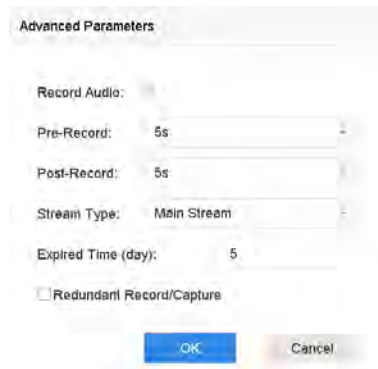 Advanced Parameters
Record Audio:
Pre-Record: 5s
Post-Record: 5s
Stream Type: Main Stream
Expired Time (day): 5
Redundant Record/Capture
OK Cancel